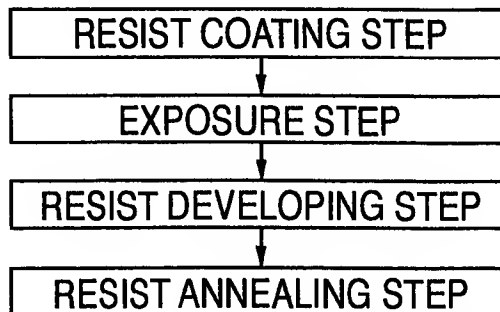 RESIST COATING STEP
EXPOSURE STEP
RESIST DEVELOPING STEP
RESIST ANNEALING STEP